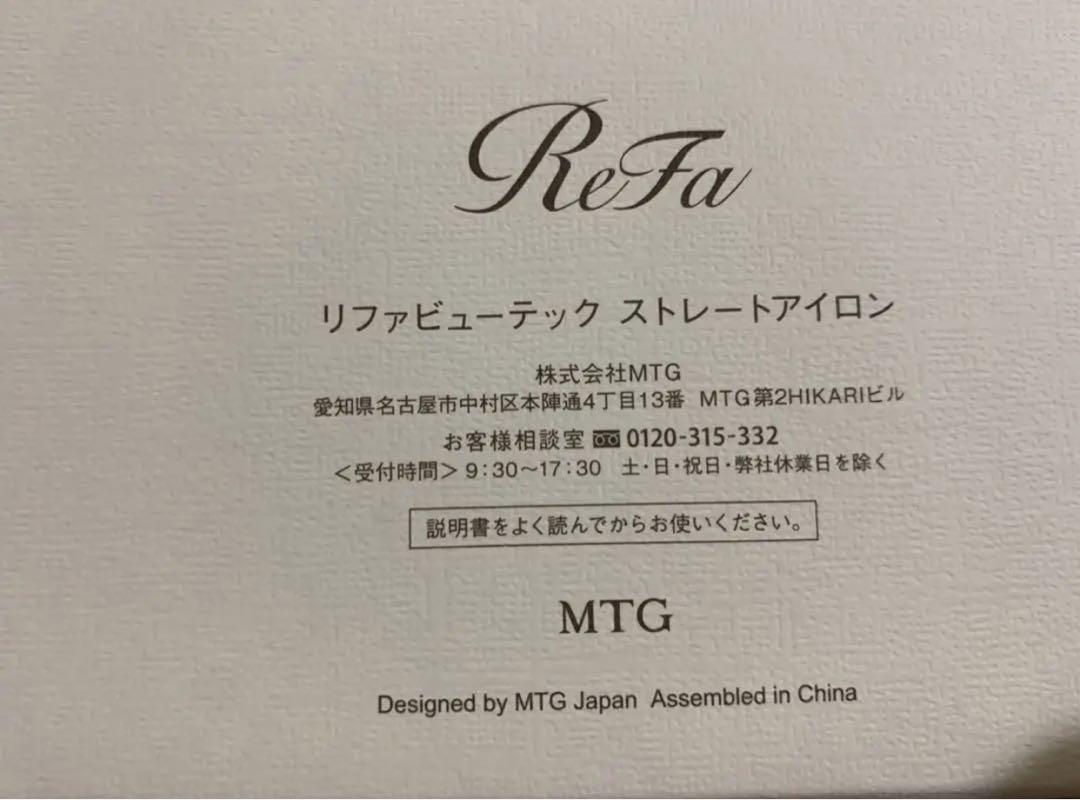 ReFa
リファビューテック ストレートアイロン
株式会社MTG
愛知県名古屋市中村区本陣通4丁目13番 MTG第2HIKARIビル
お客様相談室 0120-315-332
＜受付時間＞9:30～17:30 土・日・祝日・弊社休業日を除く
説明書をよく読んでからお使いください。
MTG
Designed by MTG Japan Assembled in China